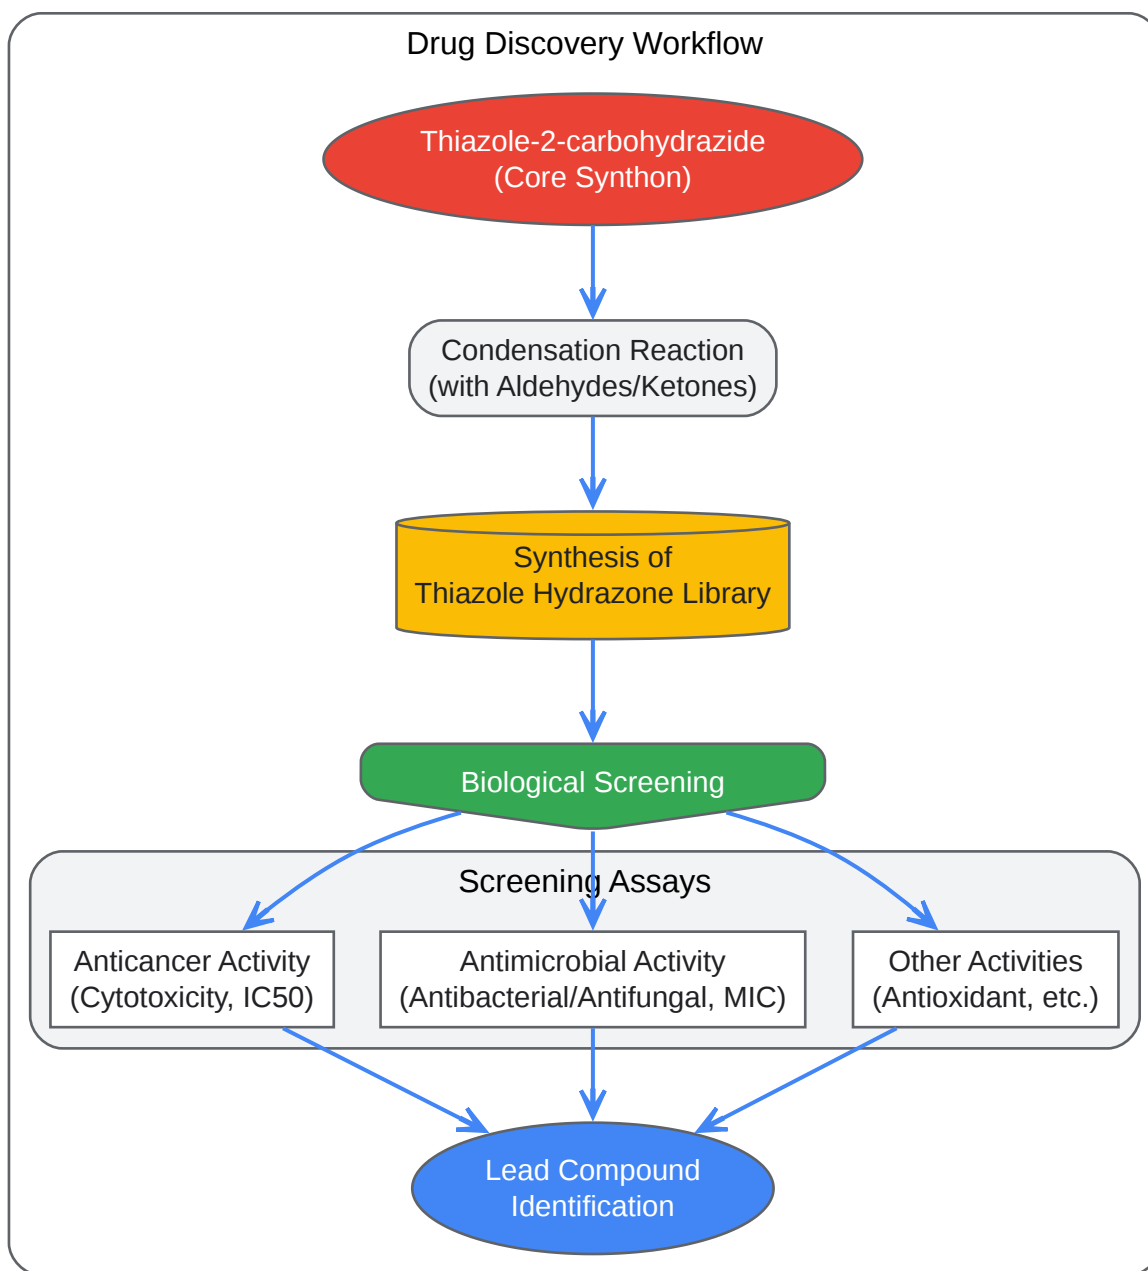 Drug Discovery Workflow
Thiazole-2-carbohydrazide
(Core Synthon)
Condensation Reaction
(with Aldehydes/Ketones)
Synthesis of
Thiazole Hydrazone Library
Biological Screening
Screening Assays
Anticancer Activity
(Cytotoxicity, IC50)
Antimicrobial Activity
(Antibacterial/Antifungal, MIC)
Other Activities
(Antioxidant, etc.)
Lead Compound
Identification